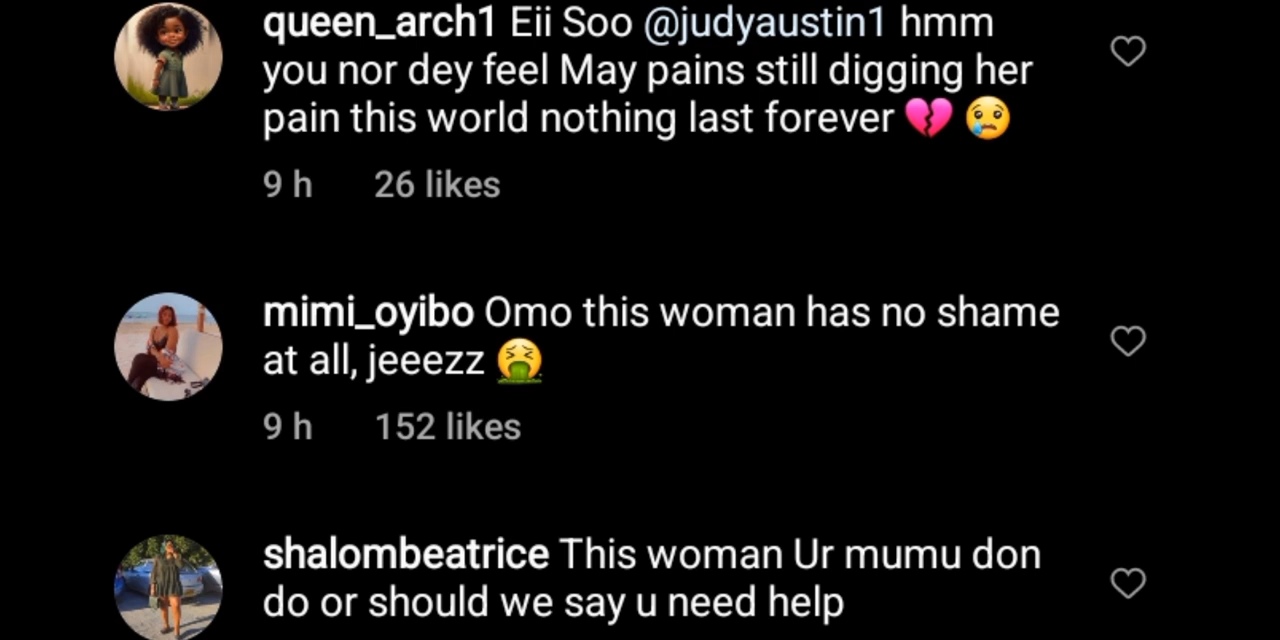 queen_arch1 Eii Soo @judyaustin1 hmm
you nor dey feel May pains still digging her
pain this world nothing last forever 💔 😢
9 h 26 likes
mimi_oyibo Omo this woman has no shame
at all, jeeezz 🤮
9 h 152 likes
shalombeatrice This woman Ur mumu don
do or should we say u need help